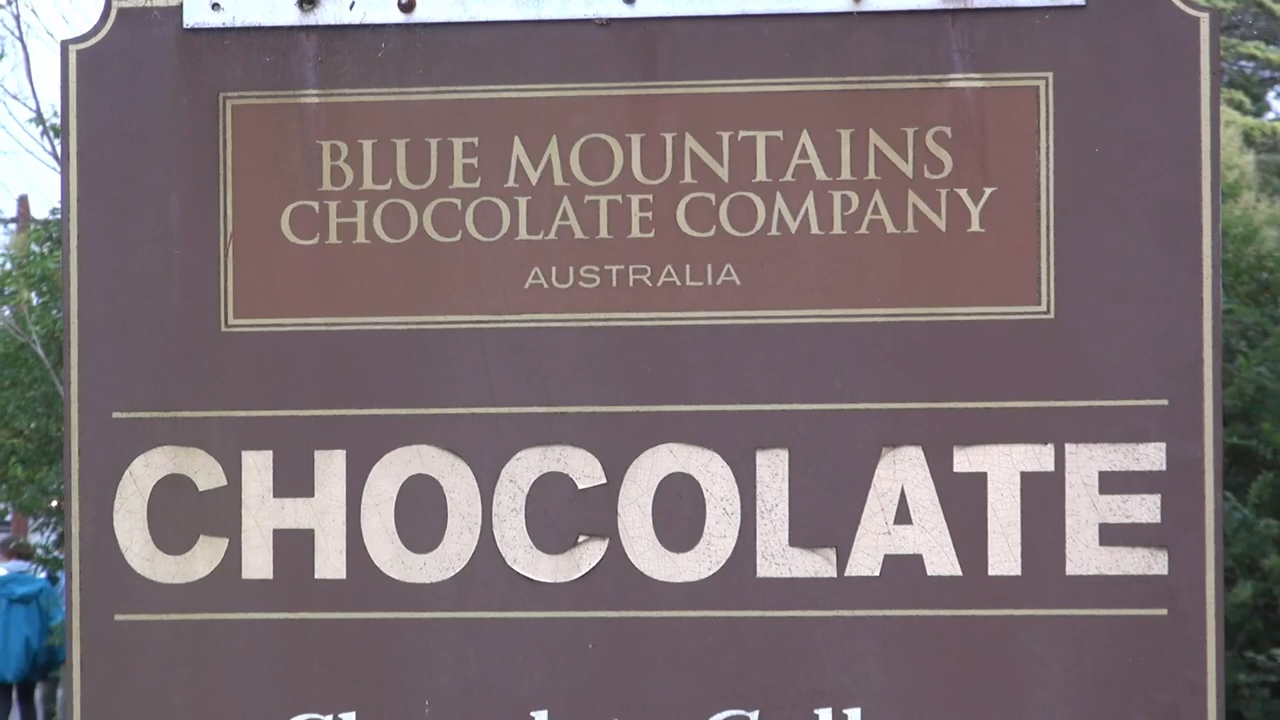 BLUE MOUNTAINS
CHOCOLATE COMPANY
AUSTRALIA
CHOCOLATE